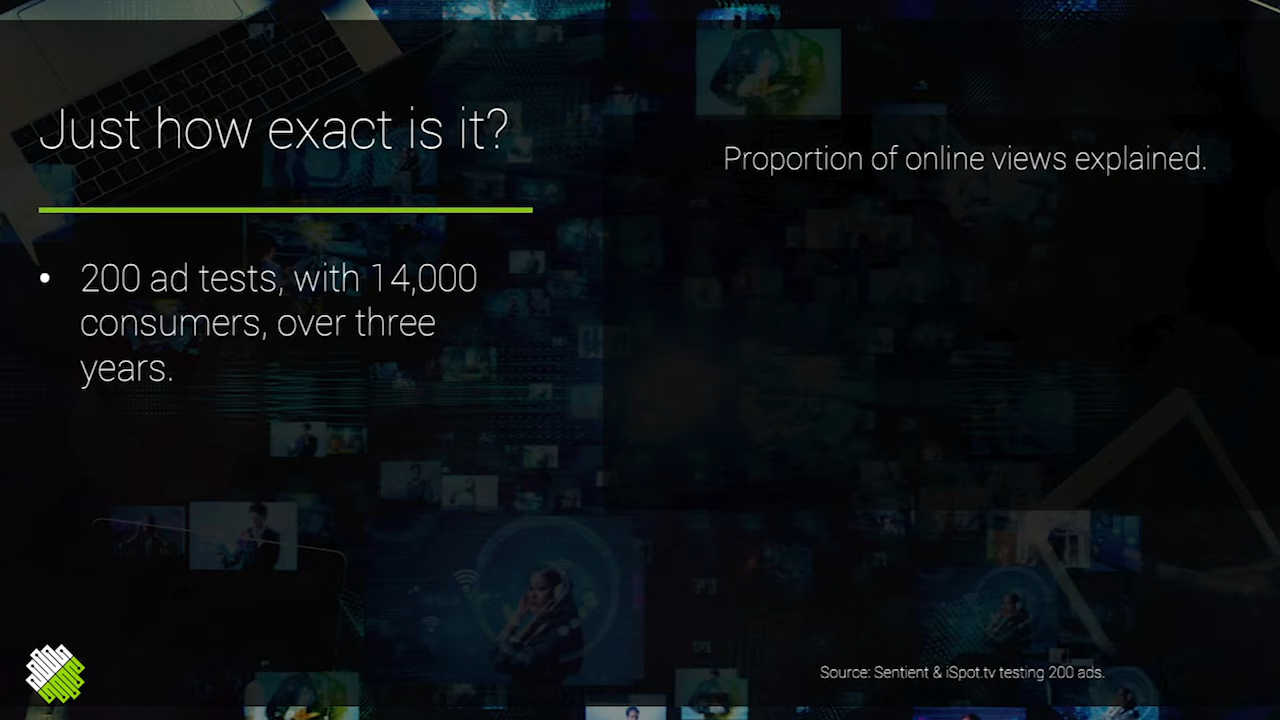 Just how exact is it?
• 200 ad tests, with 14,000
consumers, over three
years.
Proportion of online views explained.
Source: Sentient & iSpot.tv testing 200 ads.